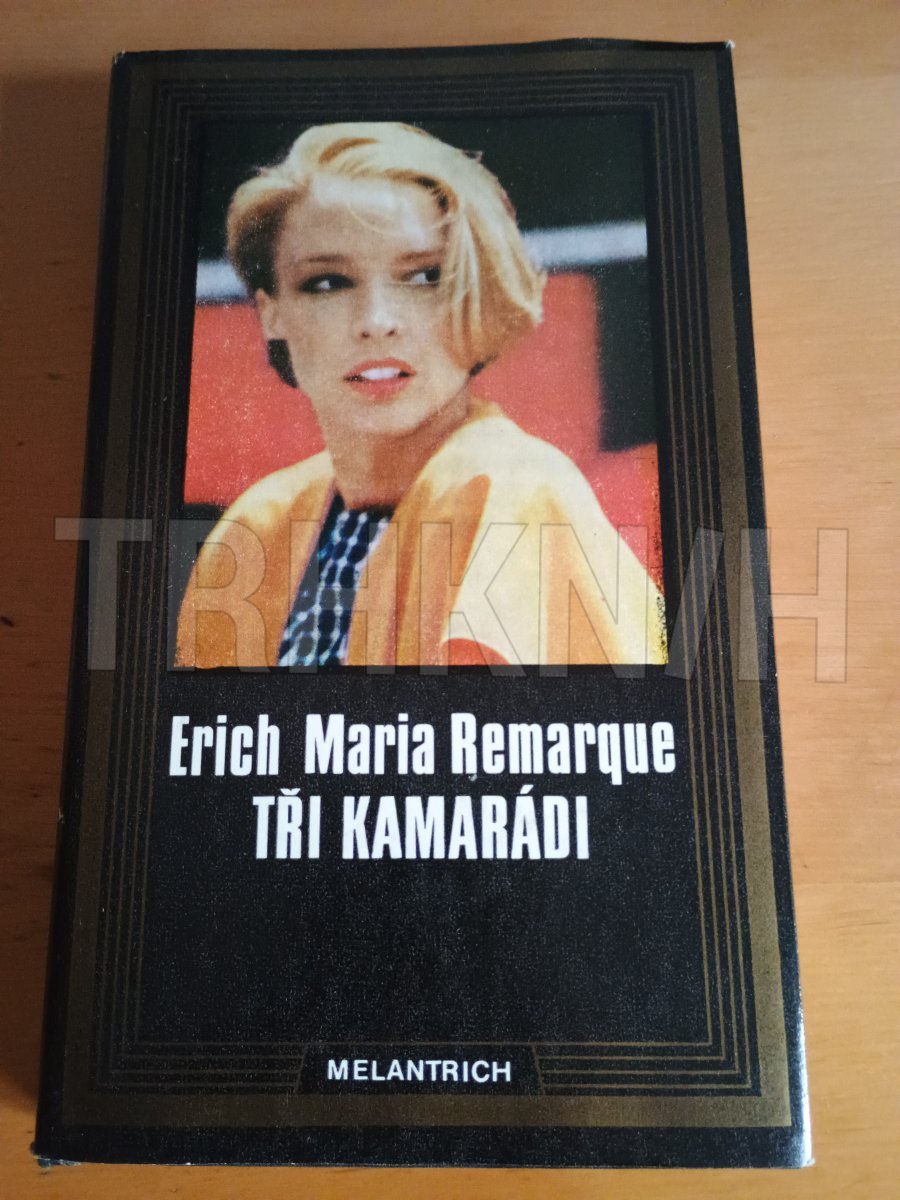 TRHKNIH
Erich Maria Remarque
TŘI KAMARÁDI
MELANTRICH